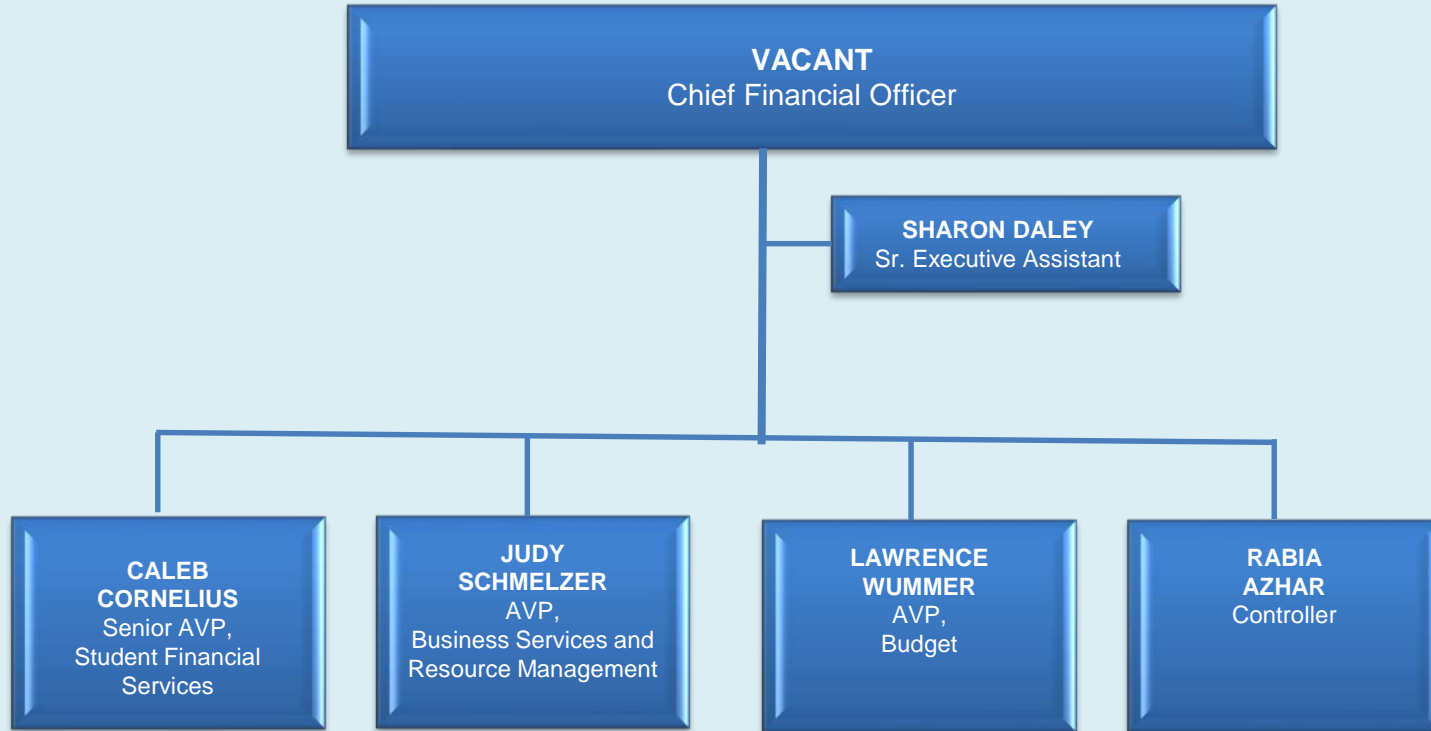 VACANT
Chief Financial Officer
SHARON DALEY
Sr. Executive Assistant
CALEB
CORNELIUS
Senior AVP,
Student Financial
Services
JUDY
SCHMELZER
AVP,
Business Services and
Resource Management
LAWRENCE
WUMMER
AVP,
Budget
RABIA
AZHAR
Controller